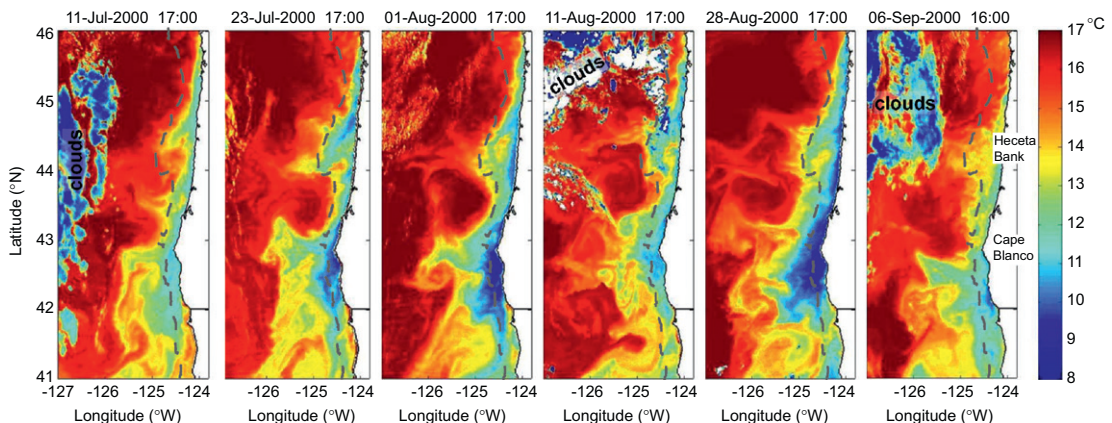 11-Jul-2000 17:00
23-Jul-2000 17:00
01-Aug-2000 17:00
11-Aug-2000 17:00
28-Aug-2000 17:00
06-Sep-2000 16:00
°C
46
45
44
43
42
41
Latitude (°N)
clouds
clouds
clouds
Heceta
Bank
Cape
Blanco
17
16
15
14
13
12
11
10
9
8
-127 -126 -125 -124
-126 -125 -124
-126 -125 -124
-126 -125 -124
-126 -125 -124
-126 -125 -124
Longitude (°W)
Longitude (°W)
Longitude (°W)
Longitude (°W)
Longitude (°W)
Longitude (°W)